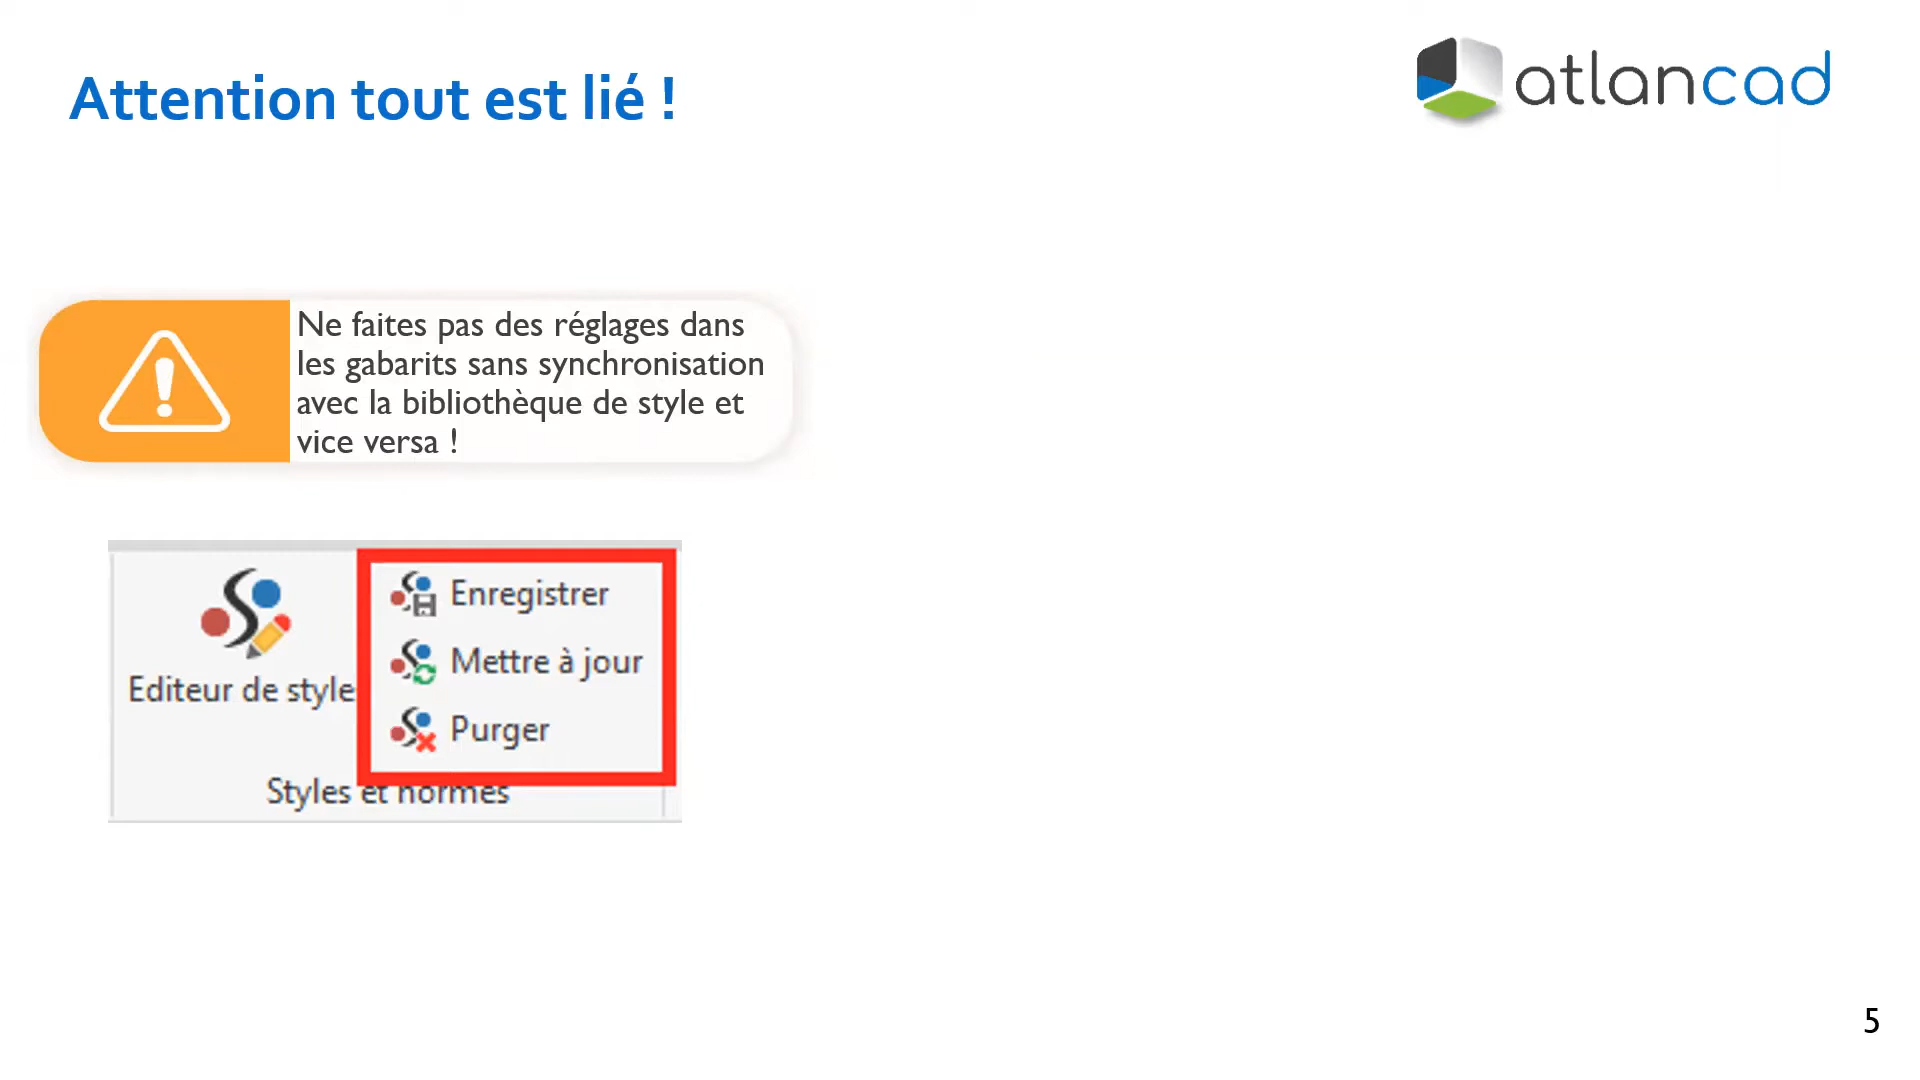 Attention tout est lié !
atlancad
Ne faites pas des réglages dans
les gabarits sans synchronisation
avec la bibliothèque de style et
vice versa !
Enregistrer
Mettre à jour
Editeur de style
Purger
Styles et normes
5